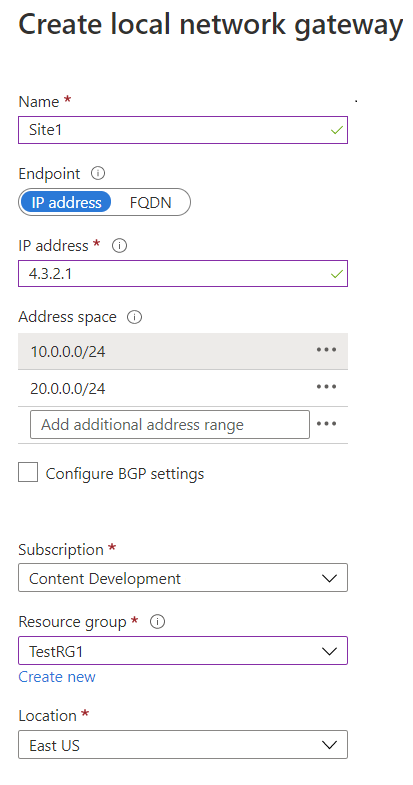 Create local network gateway
Name *
Site1
Endpoint
IP address FQDN
IP address *
4.3.2.1
Address space
10.0.0.0/24
20.0.0.0/24
Add additional address range
Configure BGP settings
Subscription *
Content Development
Resource group *
TestRG1
Create new
Location *
East US